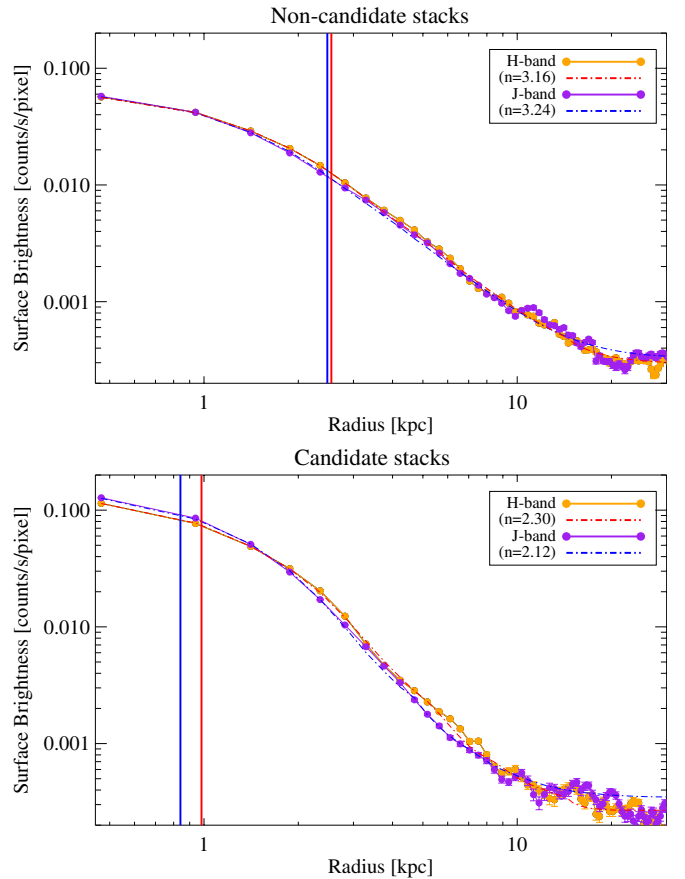 Non-candidate stacks
Surface Brightness [counts/s/pixel]
0.100
0.010
0.001
H-band
(n=3.16)
J-band
(n=3.24)
1
10
Radius [kpc]
Candidate stacks
Surface Brightness [counts/s/pixel]
0.100
0.010
0.001
H-band
(n=2.30)
J-band
(n=2.12)
1
10
Radius [kpc]